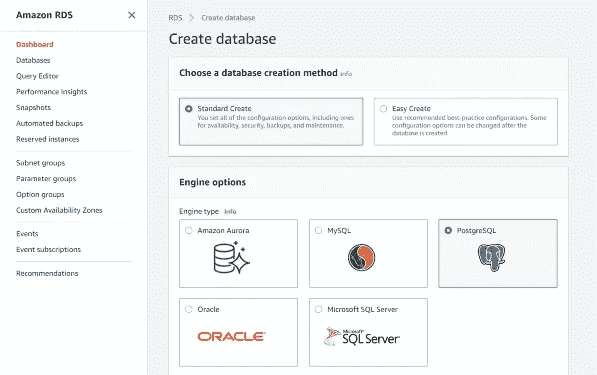 Amazon RDS
Dashboard
Databases
Query Editor
Performance Insights
Snapshots
Automated backups
Reserved instances
Subnet groups
Parameter groups
Option groups
Custom Availability Zones
Events
Event subscriptions
Recommendations
RDS > Create database
Create database
Choose a database creation method Info
Standard Create
You set all of the configuration options, including ones
for availability, security, backups, and maintenance.
Easy Create
Use recommended best-practice configurations. Some
configuration options can be changed after the
database is created.
Engine options
Engine type Info
Amazon Aurora
MySQL
PostgreSQL
Oracle
ORACLE
Microsoft SQL Server
Microsoft
SQL Server